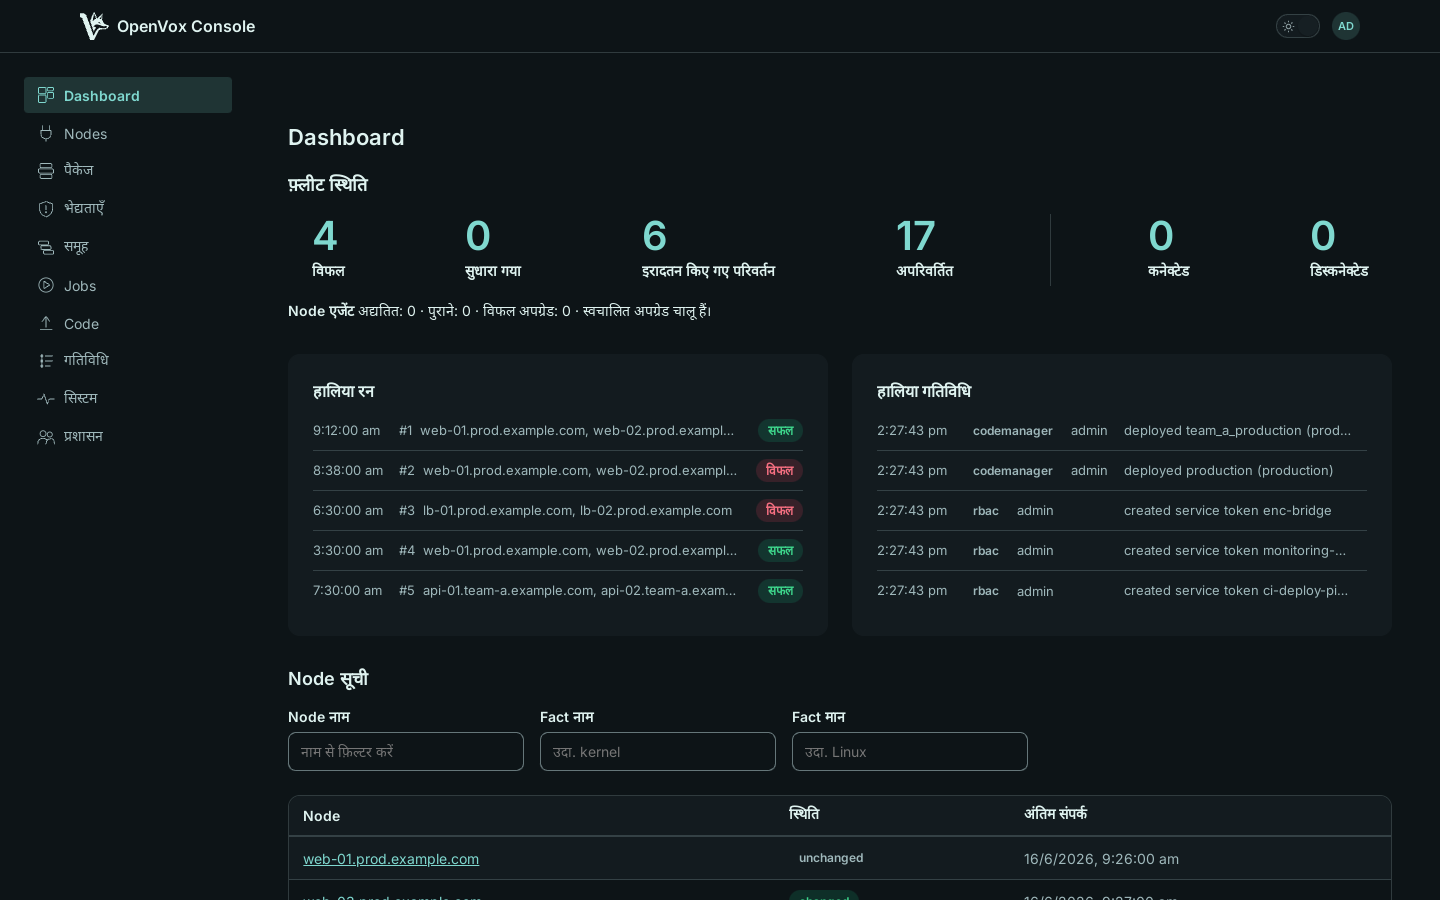 OpenVox Console
AD
Dashboard
Nodes
पैकेज
भेद्यताएँ
समूह
Jobs
Code
गतिविधि
सिस्टम
प्रशासन
Dashboard
फ़्लीट स्थिति
4 0 6 17 0 0
विफल सुधारा गया इरादतन किए गए परिवर्तन अपरिवर्तित कनेक्टेड डिस्कनेक्टेड
Node एजेंट अद्यतित: 0 · पुराने: 0 · विफल अपग्रेड: 0 · स्वचालित अपग्रेड चालू हैं।
हालिया रन
9:12:00 am #1 web-01.prod.example.com, web-02.prod.exampl... सफल
8:38:00 am #2 web-01.prod.example.com, web-02.prod.exampl... विफल
6:30:00 am #3 lb-01.prod.example.com, lb-02.prod.example.com विफल
3:30:00 am #4 web-01.prod.example.com, web-02.prod.exampl... सफल
7:30:00 am #5 api-01.team-a.example.com, api-02.team-a.exam... सफल
हालिया गतिविधि
2:27:43 pm codemanager admin deployed team_a_production (prod...
2:27:43 pm codemanager admin deployed production (production)
2:27:43 pm rbac admin created service token enc-bridge
2:27:43 pm rbac admin created service token monitoring-...
2:27:43 pm rbac admin created service token ci-deploy-pi...
Node सूची
Node नाम Fact नाम Fact मान
नाम से फ़िल्टर करें उदा. kernel उदा. Linux
Node स्थिति अंतिम संपर्क
web-01.prod.example.com unchanged 16/6/2026, 9:26:00 am